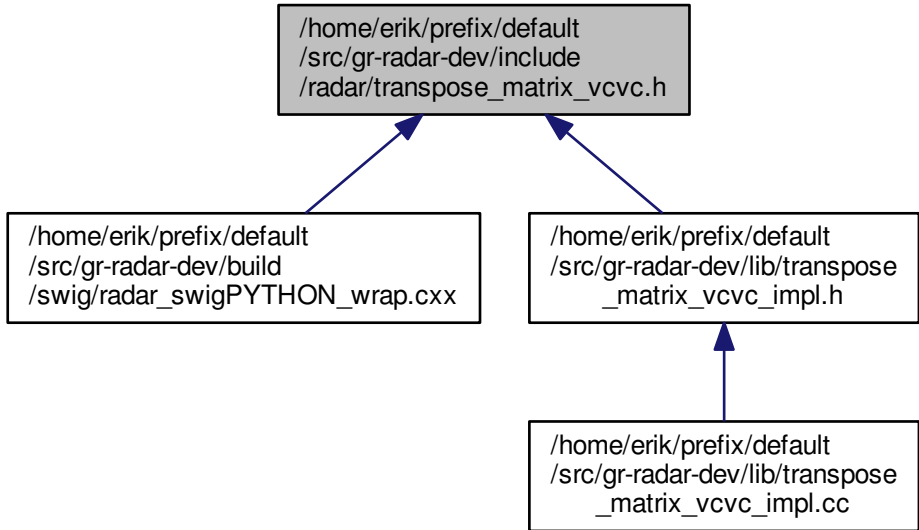 /home/erik/prefix/default
/src/gr-radar-dev/include
/radar/transpose_matrix_vcvc.h
/home/erik/prefix/default
/src/gr-radar-dev/build
/swig/radar_swigPYTHON_wrap.cxx
/home/erik/prefix/default
/src/gr-radar-dev/lib/transpose
_matrix_vcvc_impl.h
/home/erik/prefix/default
/src/gr-radar-dev/lib/transpose
_matrix_vcvc_impl.cc